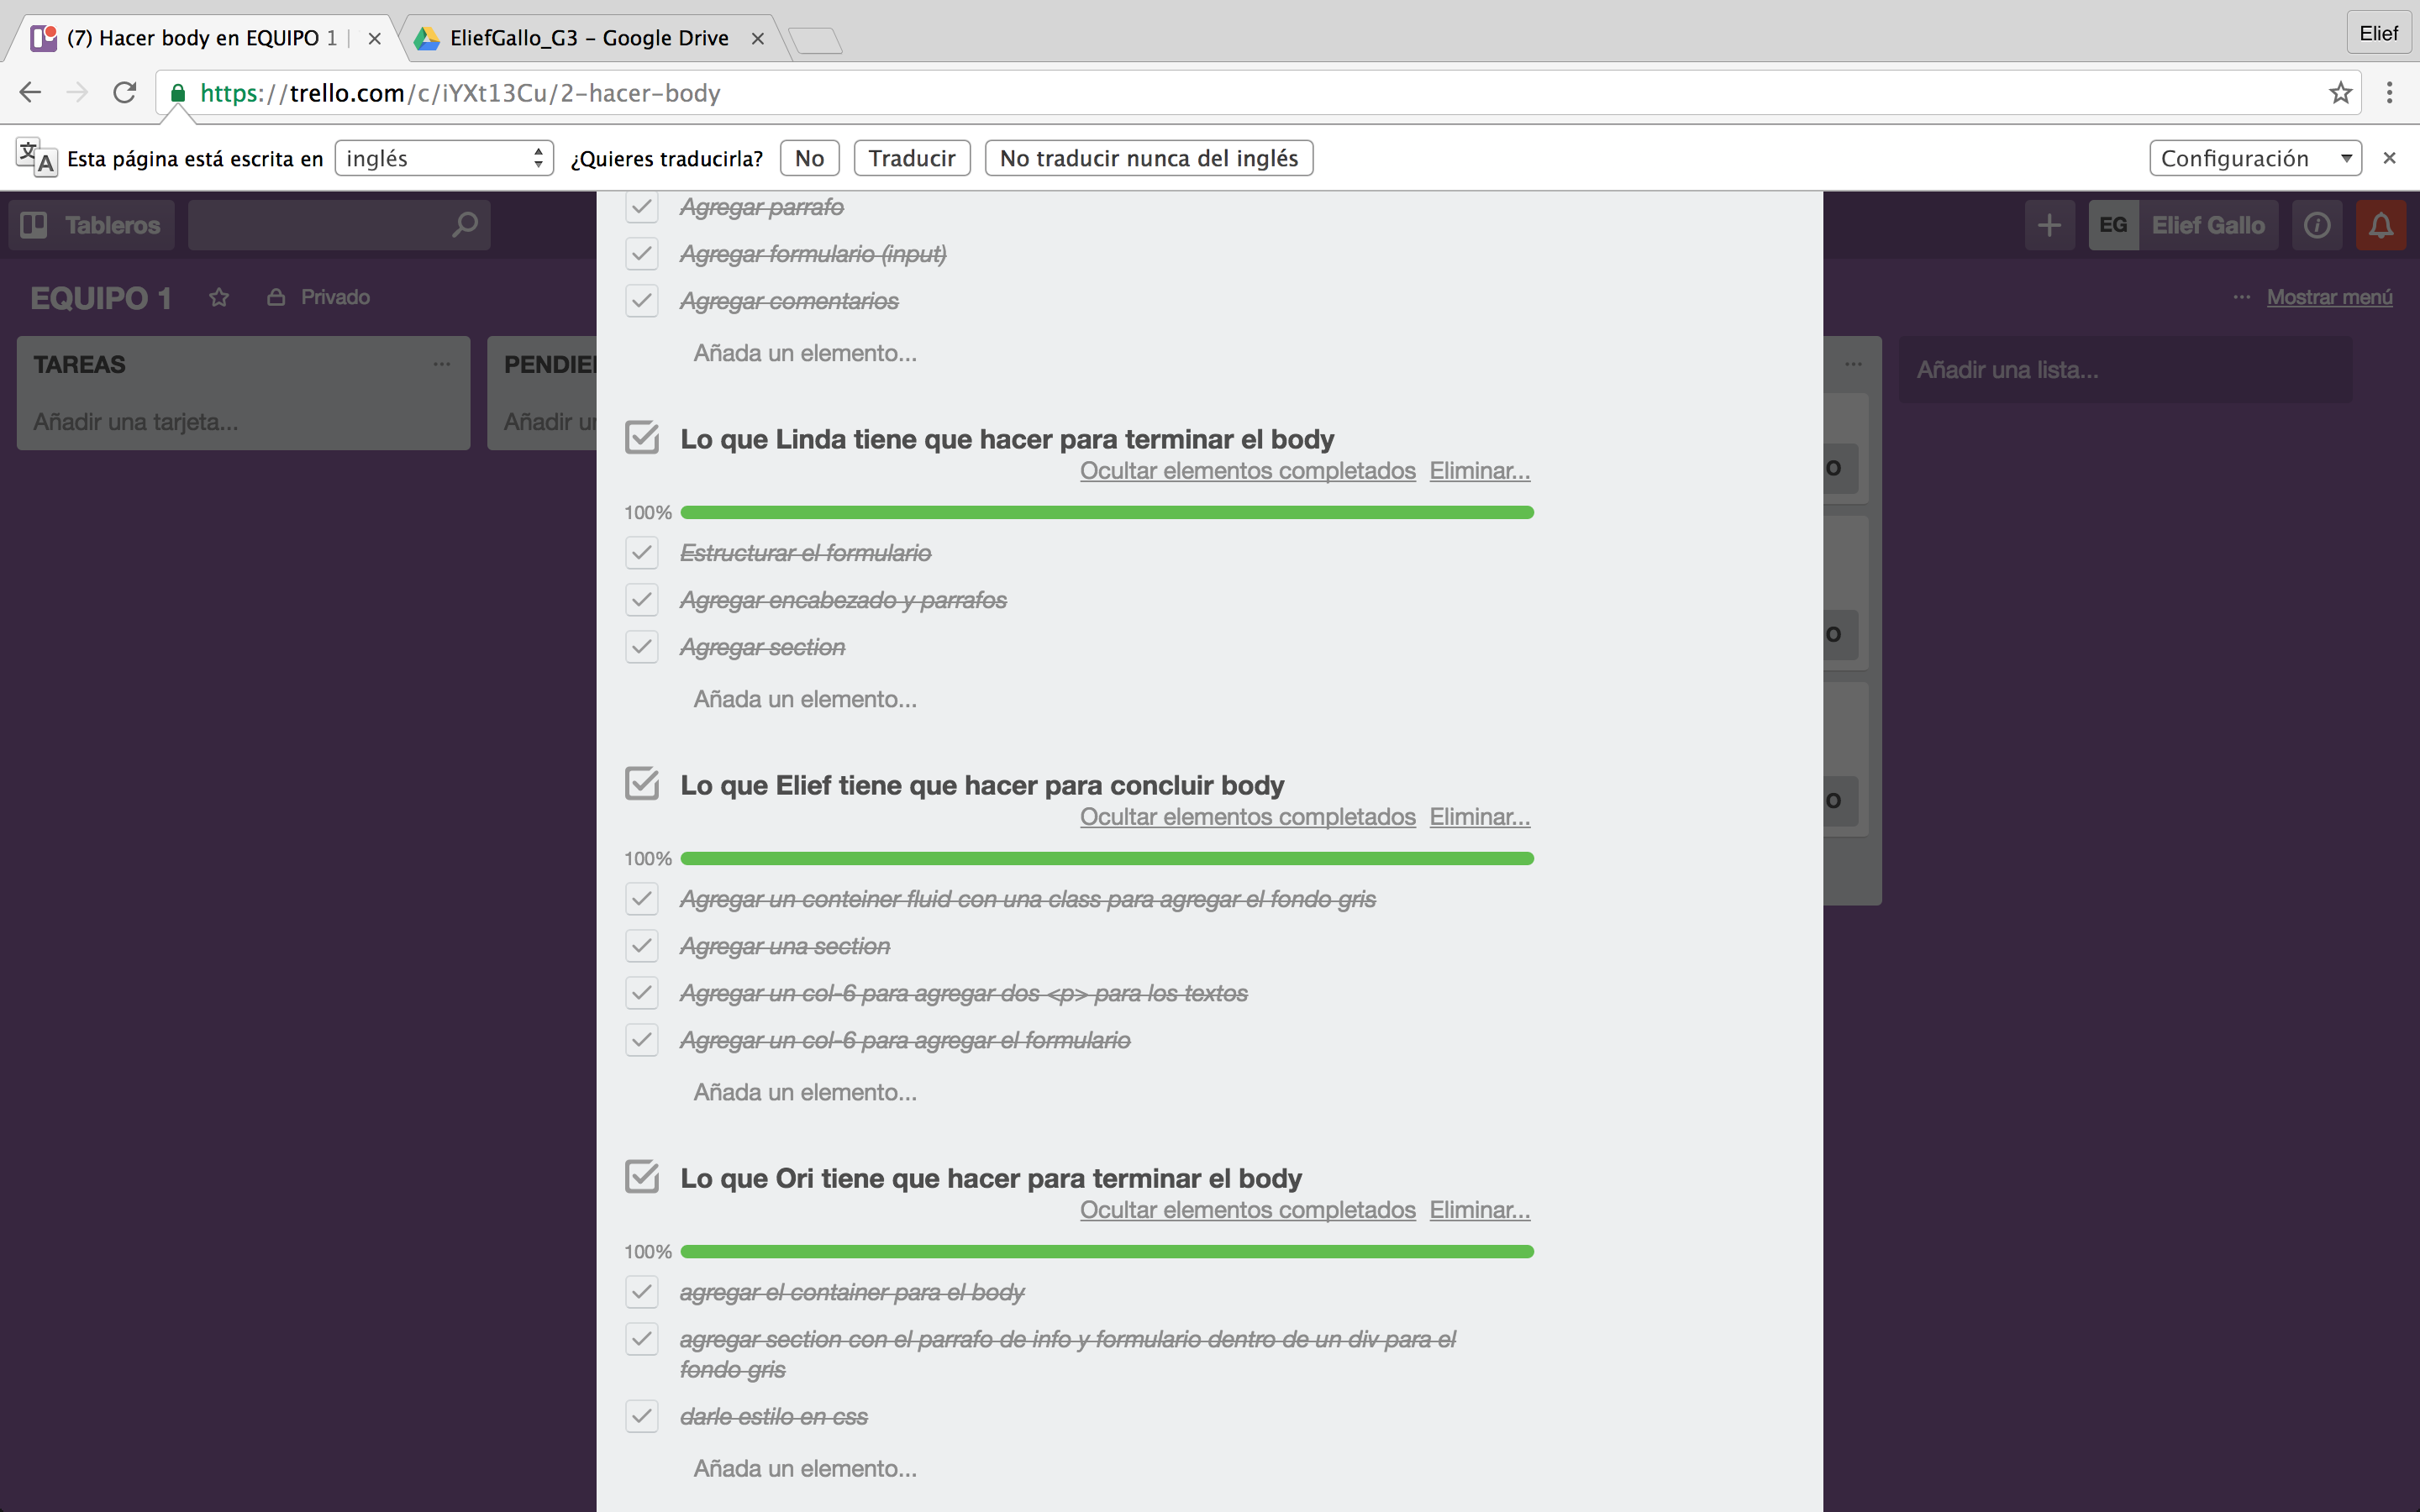 (7) Hacer body en EQUIPO 1 |
EliefGallo_G3 – Google Drive
Elief
https://trello.com/c/iYXt13Cu/2-hacer-body
Esta página está escrita en
inglés
¿Quieres traducirla?
No
Traducir
No traducir nunca del inglés
Configuración
Tableros
EG
Elief Gallo
EQUIPO 1
Privado
... Mostrar menú
TAREAS
...
Añadir una tarjeta...
...
Añadir una lista...
O
O
O
Agregar parrafo
Agregar formulario (input)
Agregar comentarios
Añada un elemento...
Lo que Linda tiene que hacer para terminar el body
Ocultar elementos completados Eliminar...
100%
Estructurar el formulario
Agregar encabezado y parrafos
Agregar section
Añada un elemento...
Lo que Elief tiene que hacer para concluir body
Ocultar elementos completados Eliminar...
100%
Agregar un conteiner fluid con una class para agregar el fondo gris
Agregar una section
Agregar un col-6 para agregar dos <p> para los textos
Agregar un col-6 para agregar el formulario
Añada un elemento...
Lo que Ori tiene que hacer para terminar el body
Ocultar elementos completados Eliminar...
100%
agregar el container para el body
agregar section con el parrafo de info y formulario dentro de un div para el
fondo gris
darle estilo en css
Añada un elemento...